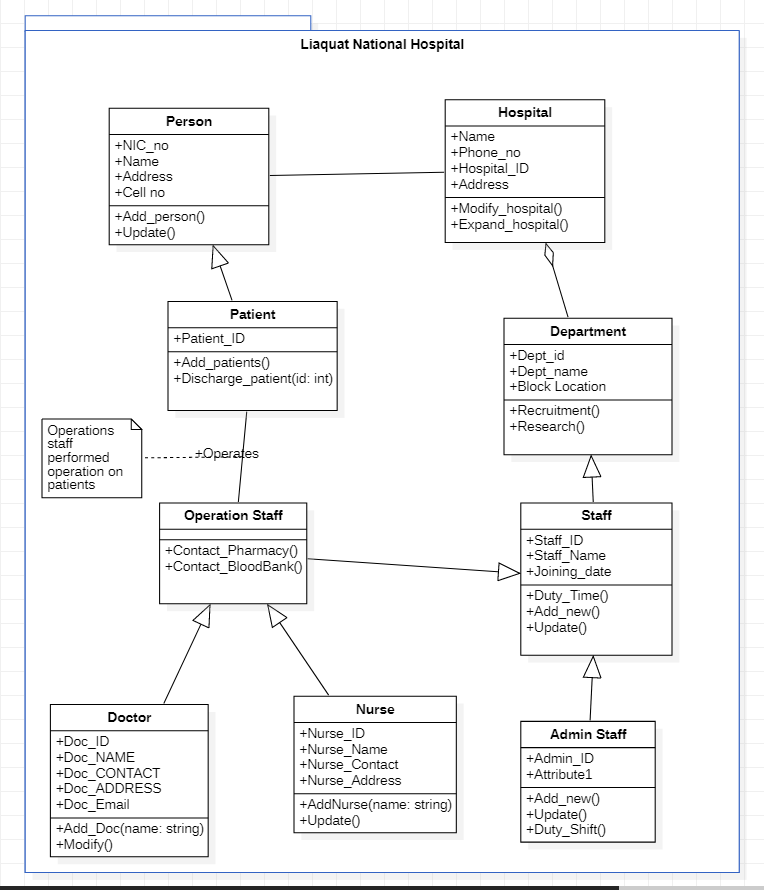 Liaquat National Hospital
Person
+NIC_no
+Name
+Address
+Cell no
+Add_person()
+Update()
Hospital
+Name
+Phone_no
+Hospital_ID
+Address
+Modify_hospital()
+Expand_hospital()
Patient
+Patient_ID
+Add_patients()
+Discharge_patient(id: int)
Department
+Dept_id
+Dept_name
+Block Location
+Recruitment()
+Research()
Operations
staff
performed
operation on
patients
+Operates
Operation Staff
+Contact_Pharmacy()
+Contact_BloodBank()
Staff
+Staff_ID
+Staff_Name
+Joining_date
+Duty_Time()
+Add_new()
+Update()
Doctor
+Doc_ID
+Doc_NAME
+Doc_CONTACT
+Doc_ADDRESS
+Doc_Email
+Add_Doc(name: string)
+Modify()
Nurse
+Nurse_ID
+Nurse_Name
+Nurse_Contact
+Nurse_Address
+AddNurse(name: string)
+Update()
Admin Staff
+Admin_ID
+Attribute1
+Add_new()
+Update()
+Duty_Shift()